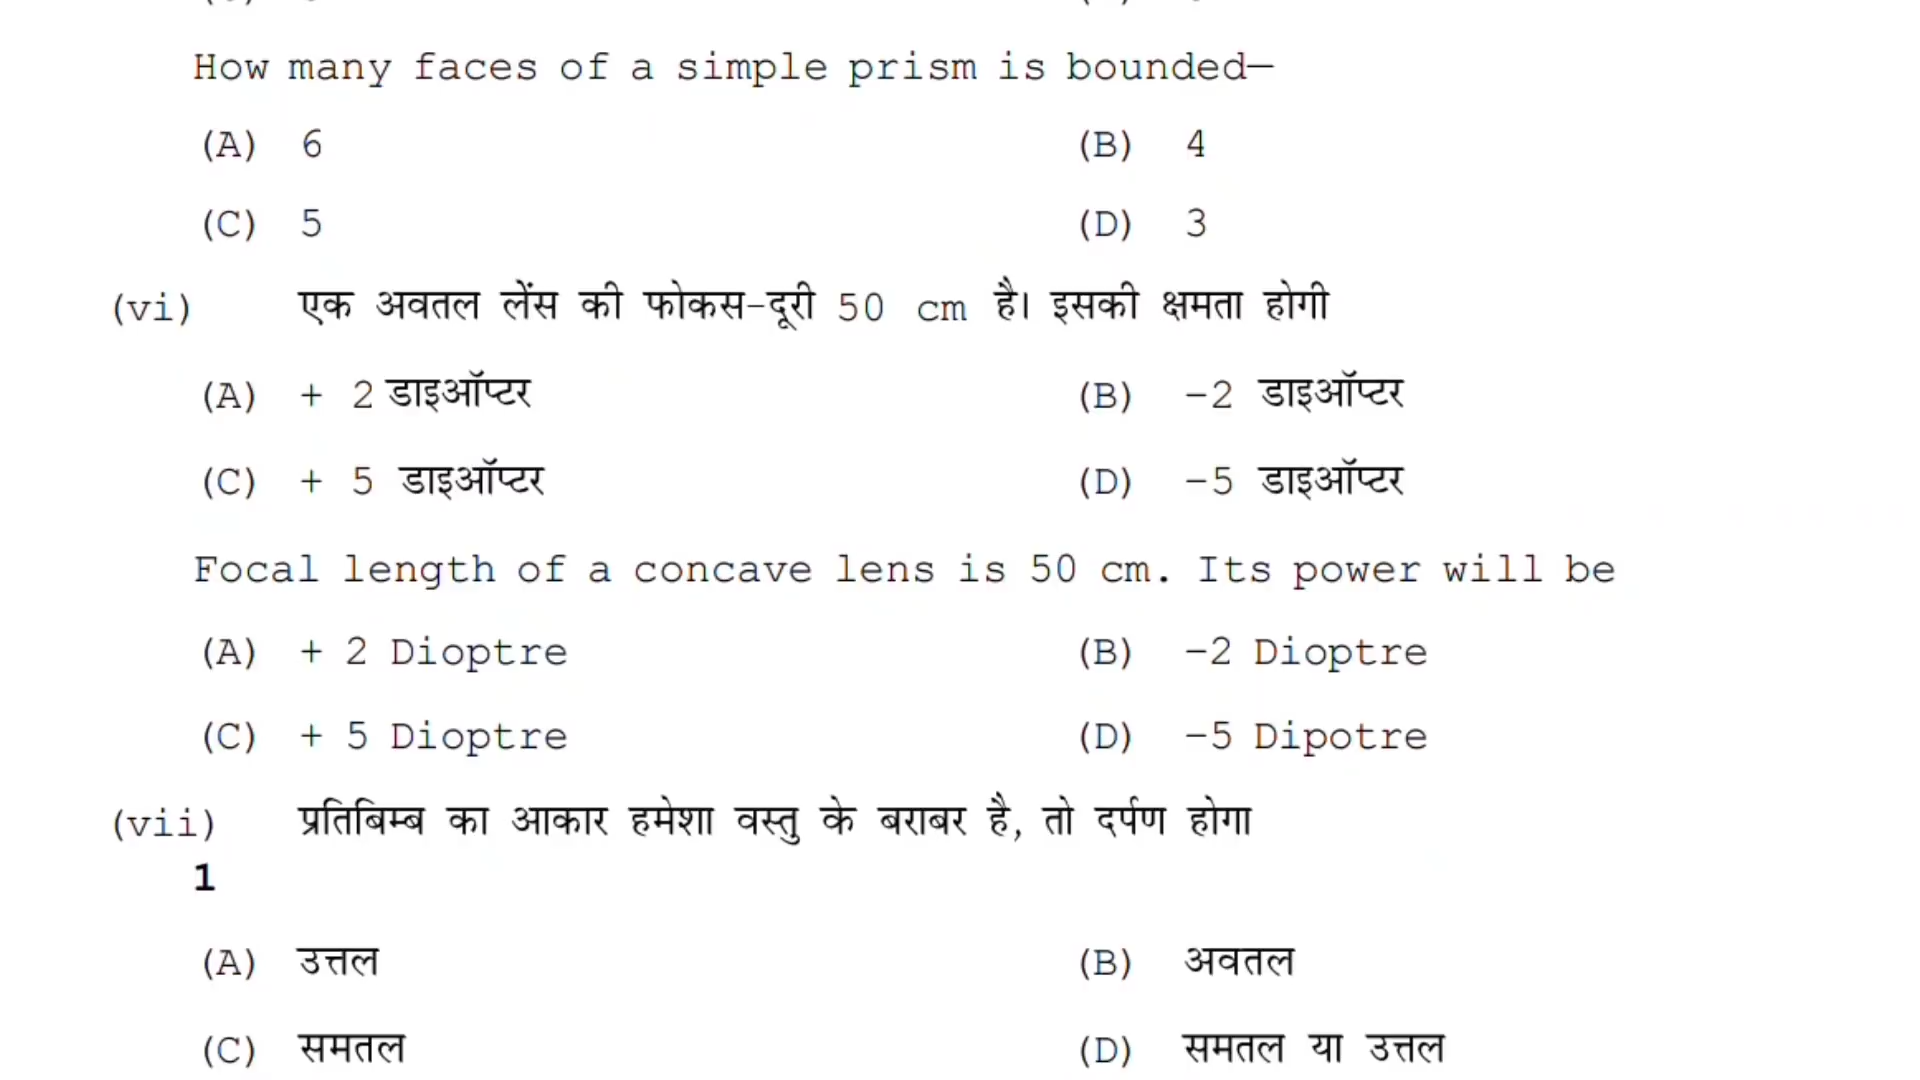 How many faces of a simple prism is bounded—
(A) 6 (B) 4
(C) 5 (D) 3
(vi) एक अवतल लेंस की फोकस-दूरी 50 cm है। इसकी क्षमता होगी
(A) + 2 डाइऑप्टर (B) -2 डाइऑप्टर
(C) + 5 डाइऑप्टर (D) -5 डाइऑप्टर
Focal length of a concave lens is 50 cm. Its power will be
(A) + 2 Dioptre (B) -2 Dioptre
(C) + 5 Dioptre (D) -5 Dipotre
(vii) प्रतिबिम्ब का आकार हमेशा वस्तु के बराबर है, तो दर्पण होगा
1
(A) उत्तल (B) अवतल
(C) समतल (D) समतल या उत्तल